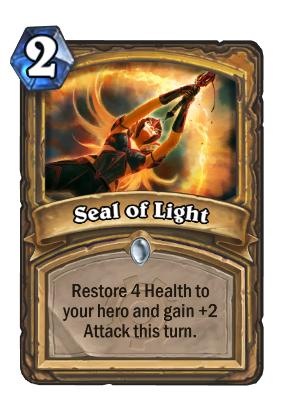 2
Seal of Light
Restore 4 Health to
your hero and gain +2
Attack this turn.